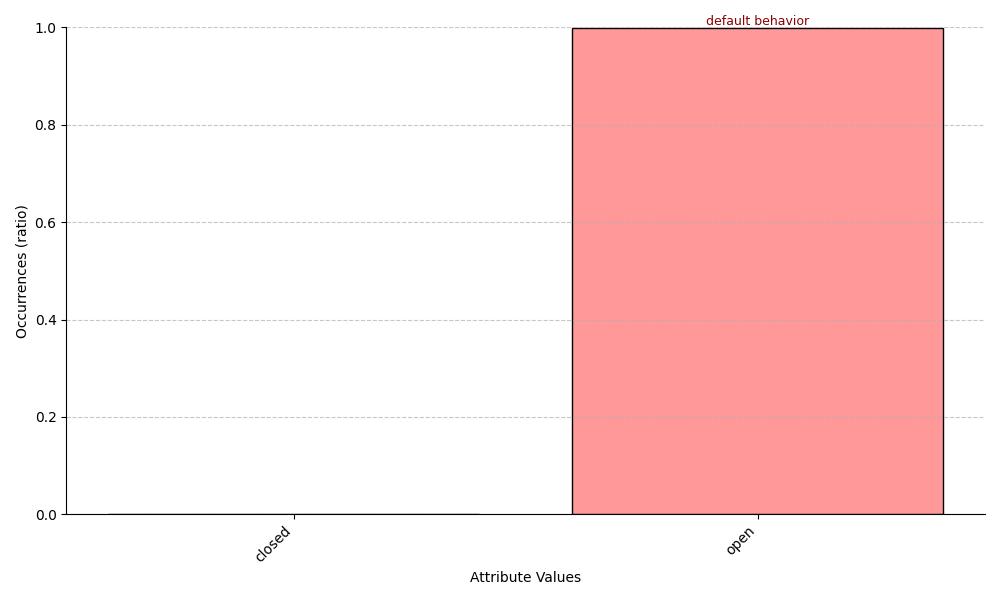 default behavior
1.0
0.8
0.6
0.4
0.2
0.0
Occurrences (ratio)
closed
open
Attribute Values